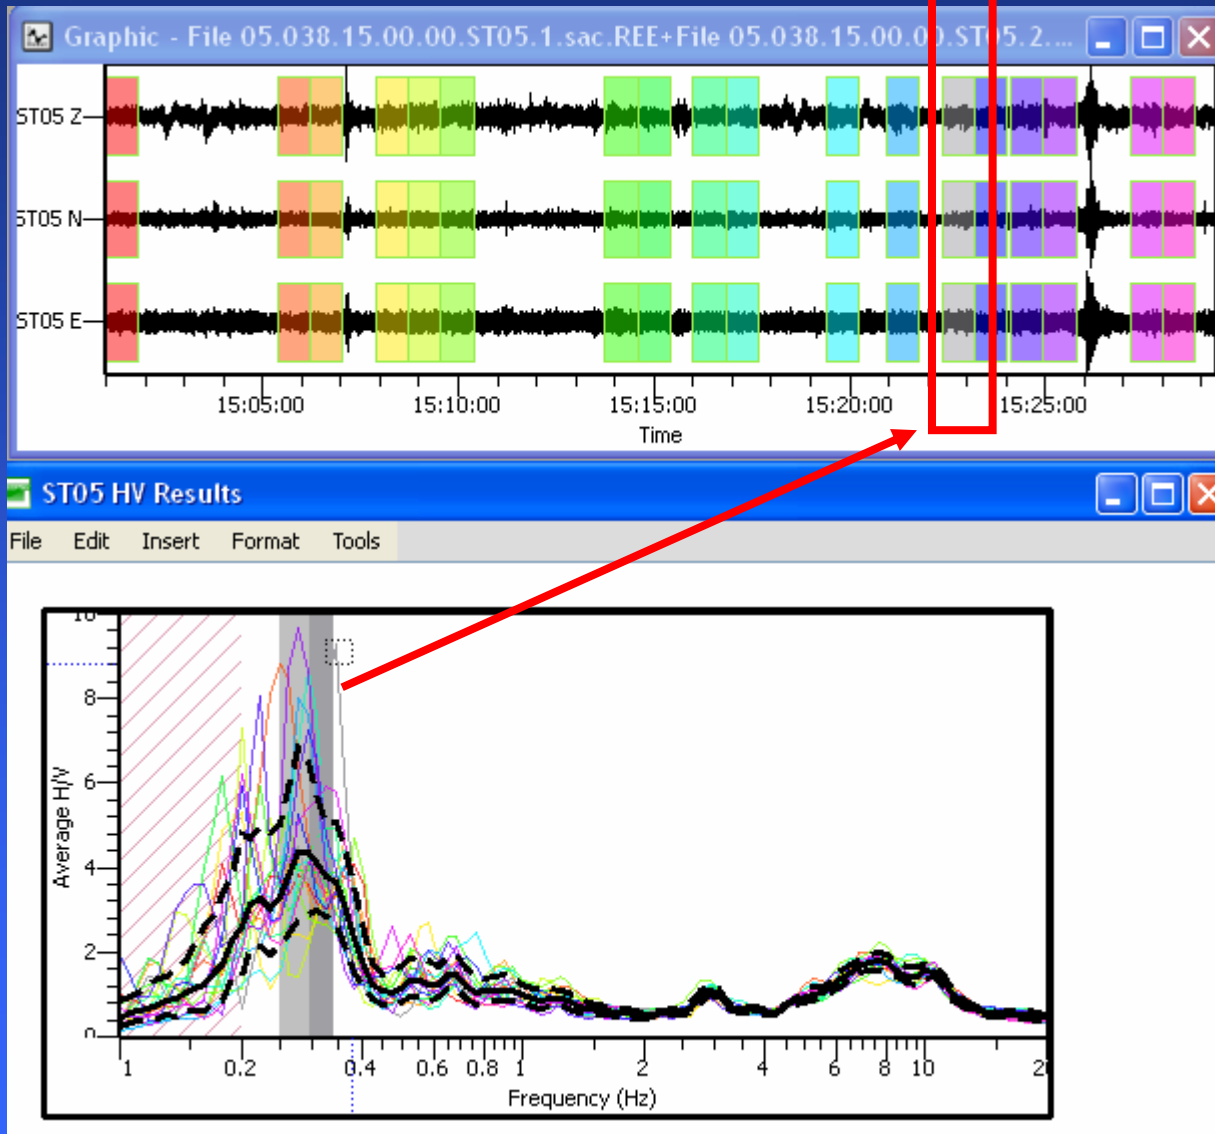 Graphic - File 05.038.15.00.00.ST05.1.sac.REE+File 05.038.15.00.00.ST05.2....
ST05 Z
ST05 N
ST05 E
15:05:00 15:10:00 15:15:00 15:20:00 15:25:00
Time
ST05 HV Results
File Edit Insert Format Tools
10
8
6
4
2
0
Average H/V
1 0.2 0.4 0.6 0.8 1 2 4 6 8 10 2
Frequency (Hz)